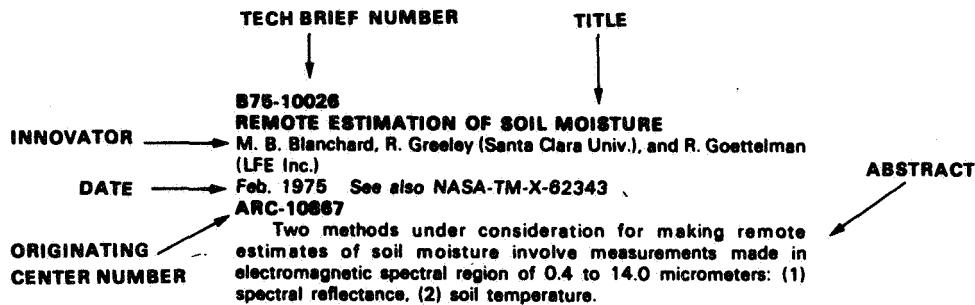 TECH BRIEF NUMBER
TITLE
B75-10026
REMOTE ESTIMATION OF SOIL MOISTURE
INNOVATOR
M. B. Blanchard, R. Greeley (Santa Clara Univ.), and R. Goettelman
(LFE Inc.)
ABSTRACT
DATE
Feb. 1975 See also NASA-TM-X-62343
ARC-10867
Two methods under consideration for making remote
estimates of soil moisture involve measurements made in
electromagnetic spectral region of 0.4 to 14.0 micrometers: (1)
spectral reflectance, (2) soil temperature.
ORIGINATING
CENTER NUMBER